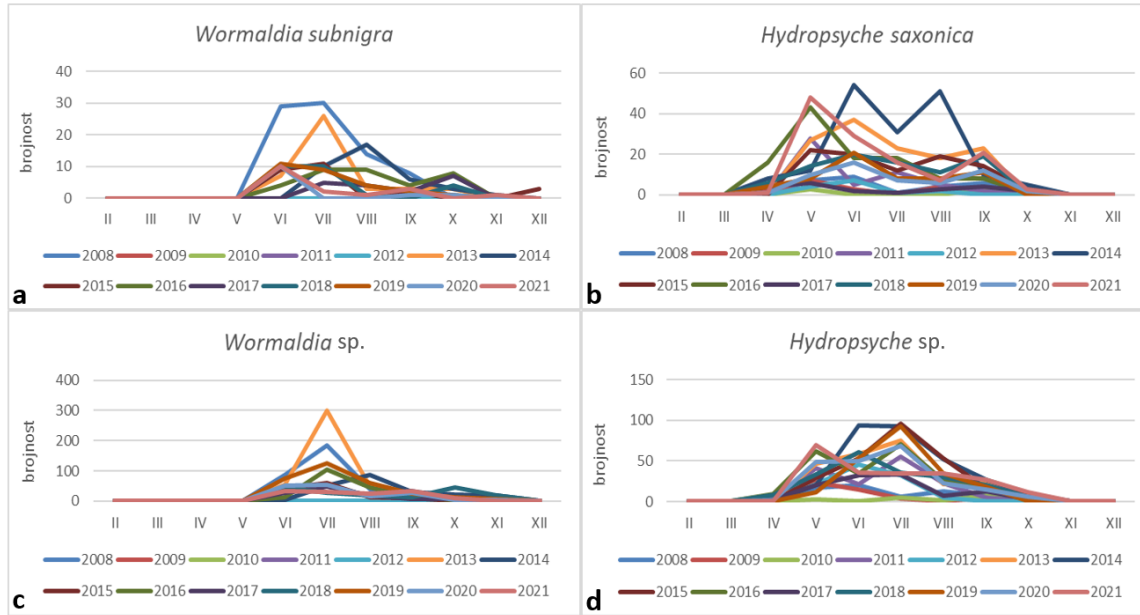 Wormaldia subnigra
40
30
20
10
0
brojnost
II III IV V VI VII VIII IX X XI XII
2008 2009 2010 2011 2012 2013 2014
2015 2016 2017 2018 2019 2020 2021
a
Hydropsyche saxonica
60
40
20
0
brojnost
II III IV V VI VII VIII IX X XI XII
2008 2009 2010 2011 2012 2013 2014
2015 2016 2017 2018 2019 2020 2021
b
Wormaldia sp.
400
300
200
100
0
brojnost
II III IV V VI VII VIII IX X XI XII
2008 2009 2010 2011 2012 2013 2014
2015 2016 2017 2018 2019 2020 2021
c
Hydropsyche sp.
150
100
50
0
brojnost
II III IV V VI VII VIII IX X XI XII
2008 2009 2010 2011 2012 2013 2014
2015 2016 2017 2018 2019 2020 2021
d